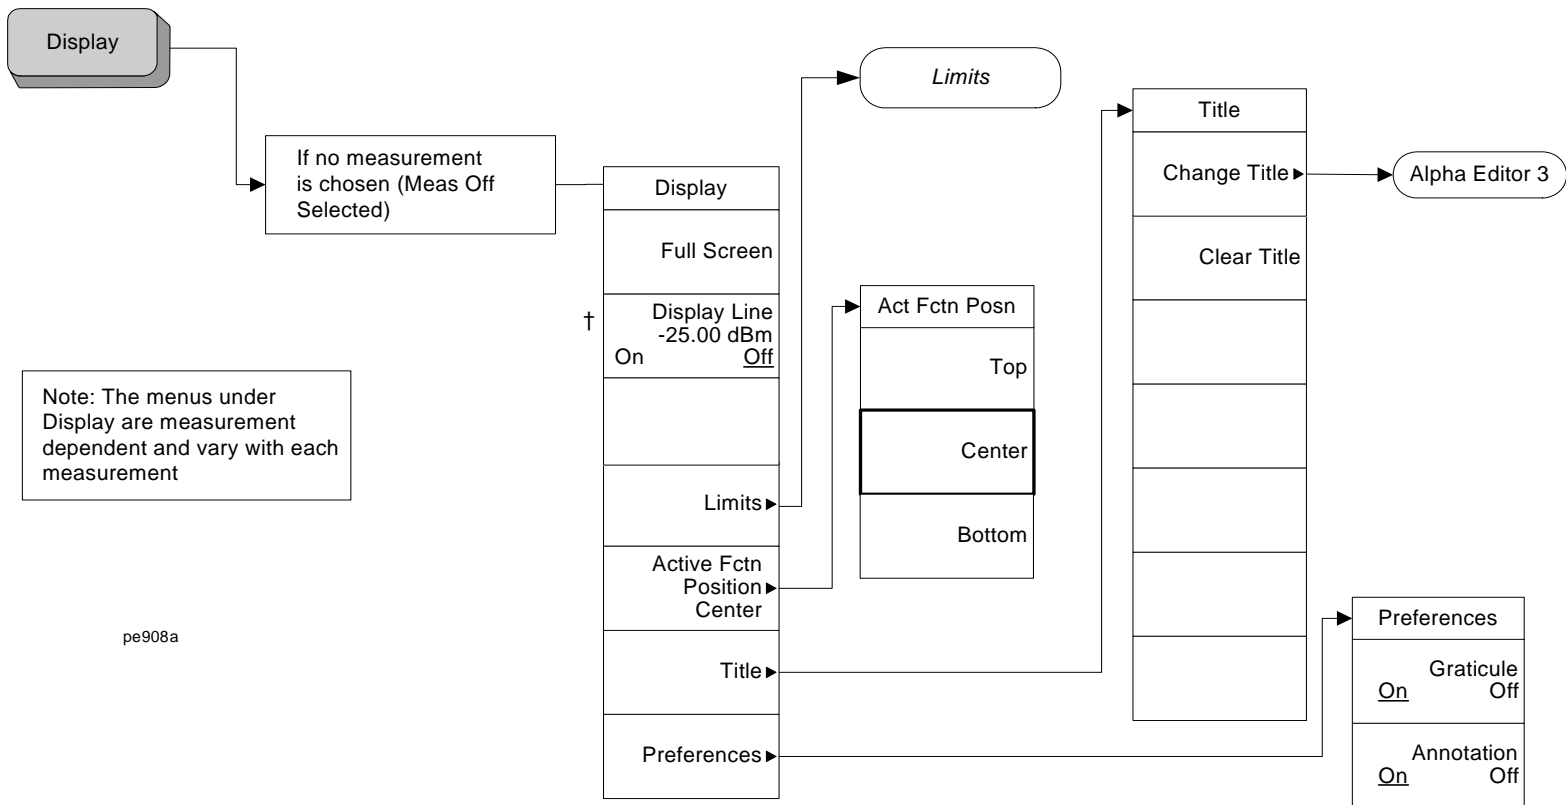 Display
If no measurement
is chosen (Meas Off
Selected)
Note: The menus under
Display are measurement
dependent and vary with each
measurement
pe908a
Display
Full Screen
†
Display Line
-25.00 dBm
On Off
Limits
Active Fctn
Position
Center
Title
Preferences
Limits
Act Fctn Posn
Top
Center
Bottom
Title
Change Title
Clear Title
Alpha Editor 3
Preferences
Graticule
On Off
Annotation
On Off